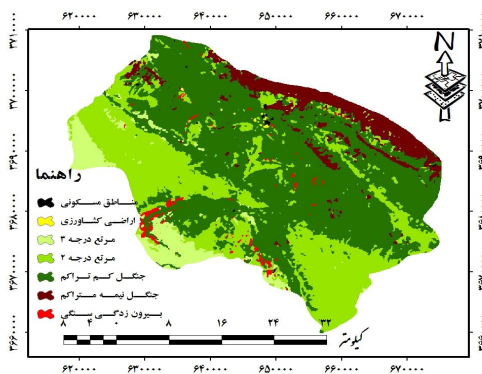 ۶۲۰۰۰۰ ۶۳۰۰۰۰ ۶۴۰۰۰۰ ۶۵۰۰۰۰ ۶۶۰۰۰۰ ۶۷۰۰۰۰
N
۳۷۱۰۰۰۰
۳۷۰۰۰۰۰
۳۶۹۰۰۰۰
۳۶۸۰۰۰۰
۳۶۷۰۰۰۰
۳۶۶۰۰۰۰
راهنما
مناطق مسکونی
اراضی کشاورزی
مرتع درجه ۳
مرتع درجه ۲
جنگل کم تراکم
جنگل نیمه متراکم
بیرون زدگی سنگی
۸ ۴ ۰ ۸ ۱۶ ۲۴ ۳۲
کیلومتر
۶۲۰۰۰۰ ۶۳۰۰۰۰ ۶۴۰۰۰۰ ۶۵۰۰۰۰ ۶۶۰۰۰۰ ۶۷۰۰۰۰